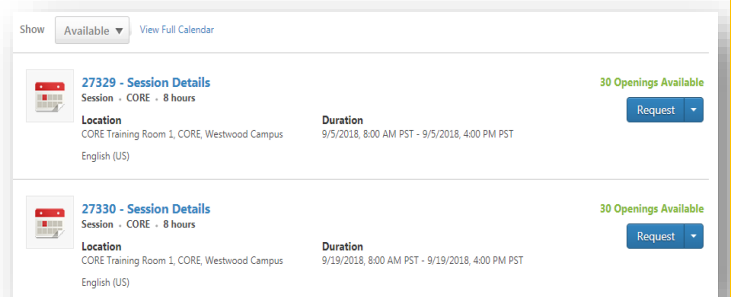 Show Available ▼ View Full Calendar
27329 - Session Details 30 Openings Available
Session • CORE • 8 hours
Request
Location Duration
CORE Training Room 1, CORE, Westwood Campus 9/5/2018, 8:00 AM PST - 9/5/2018, 4:00 PM PST
English (US)
27330 - Session Details 30 Openings Available
Session • CORE • 8 hours
Request
Location Duration
CORE Training Room 1, CORE, Westwood Campus 9/19/2018, 8:00 AM PST - 9/19/2018, 4:00 PM PST
English (US)